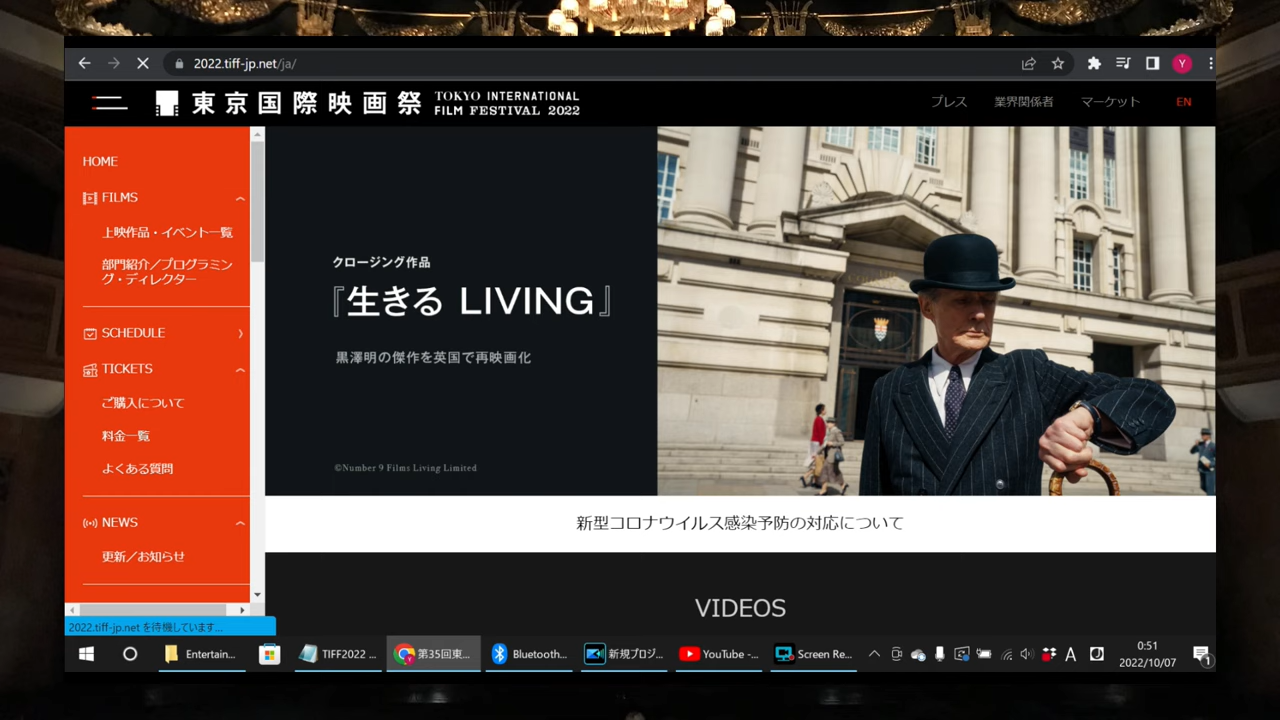 2022.tiff-jp.net/ja/
Y
東京国際映画祭
TOKYO INTERNATIONAL
FILM FESTIVAL 2022
プレス
業界関係者
マーケット
EN
HOME
FILMS
上映作品・イベント一覧
部門紹介／プログラミン
グ・ディレクター
SCHEDULE
TICKETS
ご購入について
料金一覧
よくある質問
NEWS
更新／お知らせ
クロージング作品
『生きる LIVING』
黒澤明の傑作を英国で再映画化
©Number 9 Films Living Limited
新型コロナウイルス感染予防の対応について
VIDEOS
2022.tiff-jp.net を待機しています...
Entertain...
TIFF2022 ...
第35回東...
Bluetooth...
新規プロジ...
YouTube -...
Screen Re...
A
0:51
2022/10/07
1